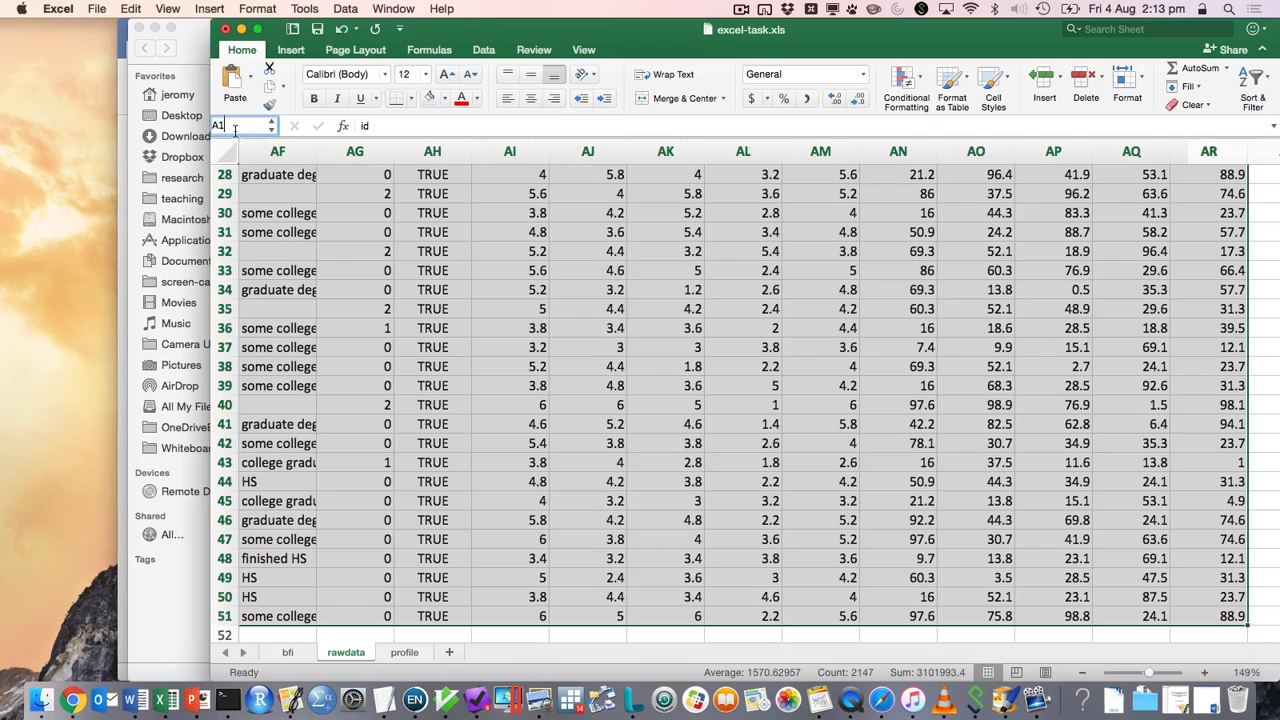 Excel File Edit View Insert Format Tools Data Window Help Fri 4 Aug 2:13 pm
excel-task.xls Search Sheet
Home Insert Page Layout Formulas Data Review View Share
Paste Calibri (Body) 12 Wrap Text General Conditional Formatting Format as Table Cell Styles Insert Delete Format AutoSum Fill Clear Sort & Filter
B I U A Merge & Center $ % )
A1 fx id
Favorites
jeromy
Desktop
Download
Dropbox
research
teaching
Macintosh
Applicatio
Document
screen-ca
Movies
Music
Camera U
Pictures
AirDrop
All My File
OneDrive
Whiteboar
Devices
Remote D
Shared
All...
Tags
AF AG AH AI AJ AK AL AM AN AO AP AQ AR
28 graduate deg 0 TRUE 4 5.8 4 3.2 5.6 21.2 96.4 41.9 53.1 88.9
29 2 TRUE 5.6 4 5.8 3.6 5.2 86 37.5 96.2 63.6 74.6
30 some college 0 TRUE 3.8 4.2 5.2 2.8 4 16 44.3 83.3 41.3 23.7
31 some college 0 TRUE 4.8 3.6 5.4 3.4 4.8 50.9 24.2 88.7 58.2 57.7
32 2 TRUE 5.2 4.4 3.2 5.4 3.8 69.3 52.1 18.9 96.4 17.3
33 some college 0 TRUE 5.6 4.6 5 2.4 5 86 60.3 76.9 29.6 66.4
34 graduate deg 0 TRUE 5.2 3.2 1.2 2.6 4.8 69.3 13.8 0.5 35.3 57.7
35 2 TRUE 5 4.4 4.2 2.4 4.2 60.3 52.1 48.9 29.6 31.3
36 some college 1 TRUE 3.8 3.4 3.6 2 4.4 16 18.6 28.5 18.8 39.5
37 some college 0 TRUE 3.2 3 3 3.8 3.6 7.4 9.9 15.1 69.1 12.1
38 some college 0 TRUE 5.2 4.4 1.8 2.2 4 69.3 52.1 2.7 24.1 23.7
39 some college 0 TRUE 3.8 4.8 3.6 5 4.2 16 68.3 28.5 92.6 31.3
40 2 TRUE 6 6 5 1 6 97.6 98.9 76.9 1.5 98.1
41 graduate deg 0 TRUE 4.6 5.2 4.6 1.4 5.8 42.2 82.5 62.8 6.4 94.1
42 some college 0 TRUE 5.4 3.8 3.8 2.6 4 78.1 30.7 34.9 35.3 23.7
43 college gradu 1 TRUE 3.8 4 2.8 1.8 2.6 16 37.5 11.6 13.8 1
44 HS 0 TRUE 4.8 4.2 3.8 2.2 4.2 50.9 44.3 34.9 24.1 31.3
45 college gradu 0 TRUE 4 3.2 3 3.2 3.2 21.2 13.8 15.1 53.1 4.9
46 graduate deg 0 TRUE 5.8 4.2 4.8 2.2 5.2 92.2 44.3 69.8 24.1 74.6
47 some college 0 TRUE 6 3.8 4 3.6 5.2 97.6 30.7 41.9 63.6 74.6
48 finished HS 0 TRUE 3.4 3.2 3.4 3.8 3.6 9.7 13.8 23.1 69.1 12.1
49 HS 0 TRUE 5 2.4 3.6 3 4.2 60.3 3.5 28.5 47.5 31.3
50 HS 0 TRUE 3.8 4.4 3.4 4.6 4 16 52.1 23.1 87.5 23.7
51 some college 0 TRUE 6 5 6 2.2 5.6 97.6 75.8 98.8 24.1 88.9
52
bfi rawdata profile +
Ready Average: 1570.62957 Count: 2147 Sum: 3101993.4 149%